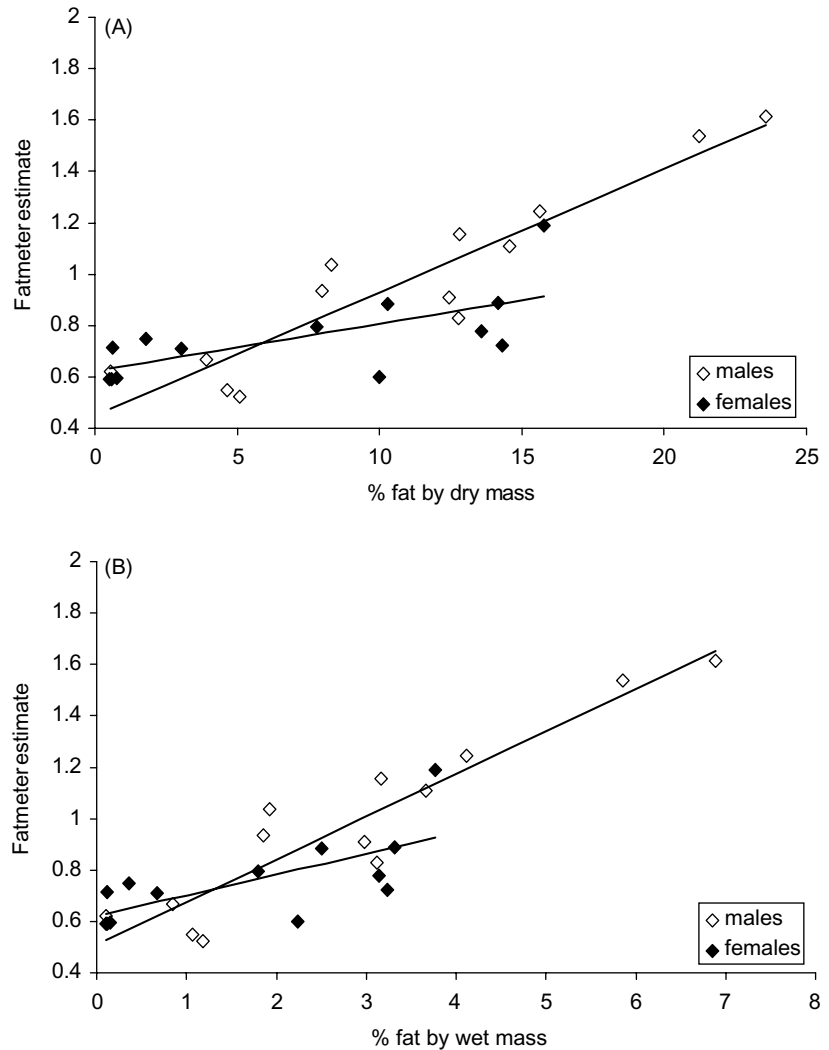 (A)
2
1.8
1.6
1.4
1.2
1
0.8
0.6
0.4
Fatmeter estimate
0 5 10 15 20 25
% fat by dry mass
males
females
(B)
2
1.8
1.6
1.4
1.2
1
0.8
0.6
0.4
Fatmeter estimate
0 1 2 3 4 5 6 7 8
% fat by wet mass
males
females